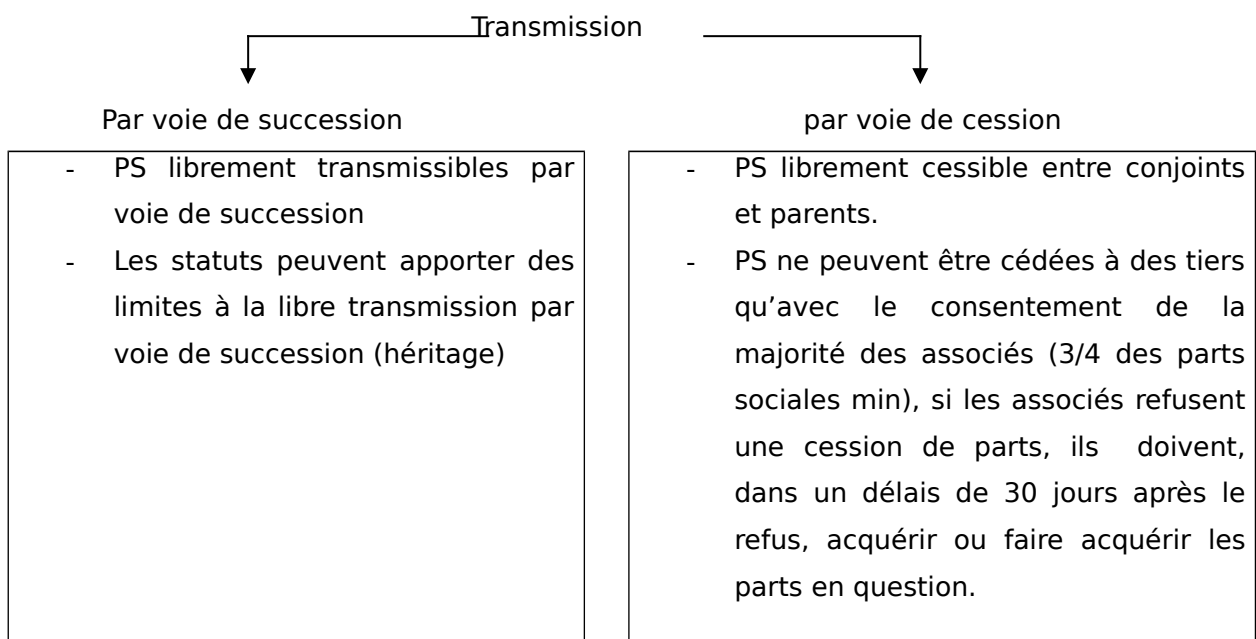 Transmission
Par voie de succession
- PS librement transmissibles par
voie de succession
- Les statuts peuvent apporter des
limites à la libre transmission par
voie de succession (héritage)
par voie de cession
- PS librement cessible entre conjoints
et parents.
- PS ne peuvent être cédées à des tiers
qu’avec le consentement de la
majorité des associés (3/4 des parts
sociales min), si les associés refusent
une cession de parts, ils doivent,
dans un délais de 30 jours après le
refus, acquérir ou faire acquérir les
parts en question.